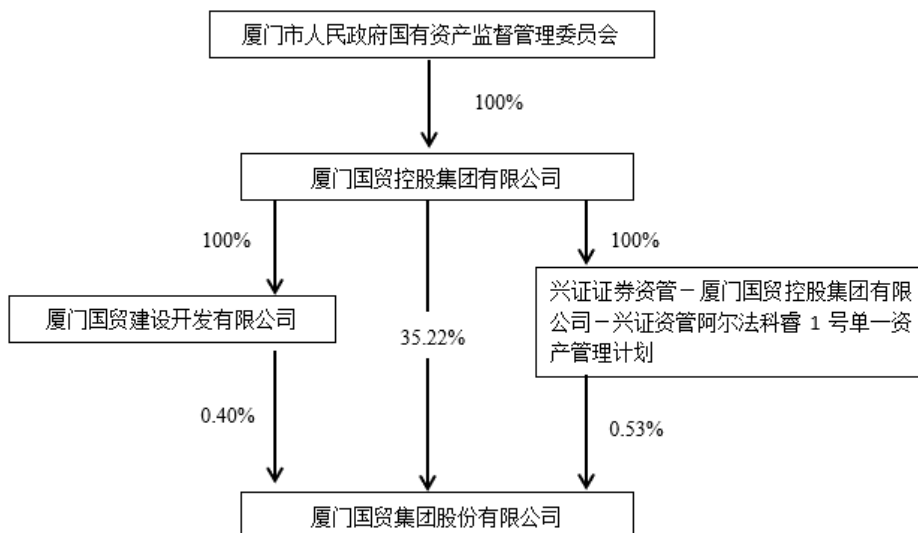 厦门市人民政府国有资产监督管理委员会
100%
厦门国贸控股集团有限公司
100%
100%
厦门国贸建设开发有限公司
35.22%
兴证证券资管－厦门国贸控股集团有限
公司－兴证资管阿尔法科睿 1 号单一资
产管理计划
0.40%
0.53%
厦门国贸集团股份有限公司